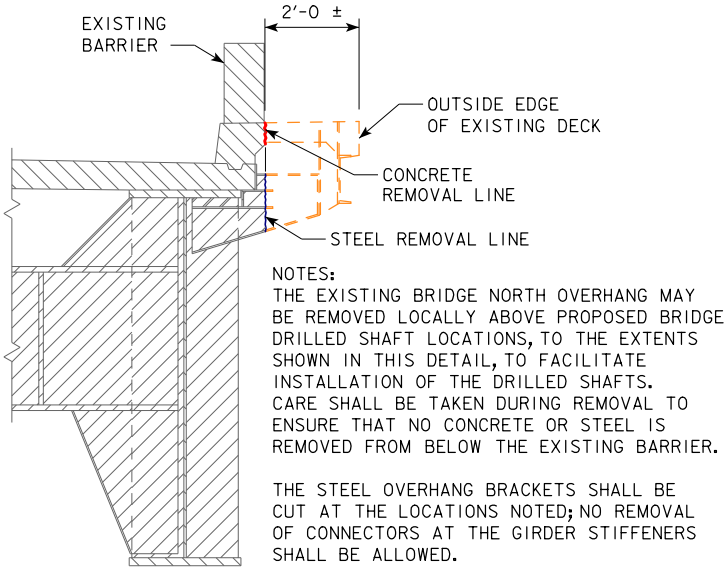 2'-0 ±
EXISTING
BARRIER
OUTSIDE EDGE
OF EXISTING DECK
CONCRETE
REMOVAL LINE
STEEL REMOVAL LINE
NOTES:
THE EXISTING BRIDGE NORTH OVERHANG MAY
BE REMOVED LOCALLY ABOVE PROPOSED BRIDGE
DRILLED SHAFT LOCATIONS, TO THE EXTENTS
SHOWN IN THIS DETAIL, TO FACILITATE
INSTALLATION OF THE DRILLED SHAFTS.
CARE SHALL BE TAKEN DURING REMOVAL TO
ENSURE THAT NO CONCRETE OR STEEL IS
REMOVED FROM BELOW THE EXISTING BARRIER.
THE STEEL OVERHANG BRACKETS SHALL BE
CUT AT THE LOCATIONS NOTED; NO REMOVAL
OF CONNECTORS AT THE GIRDER STIFFENERS
SHALL BE ALLOWED.